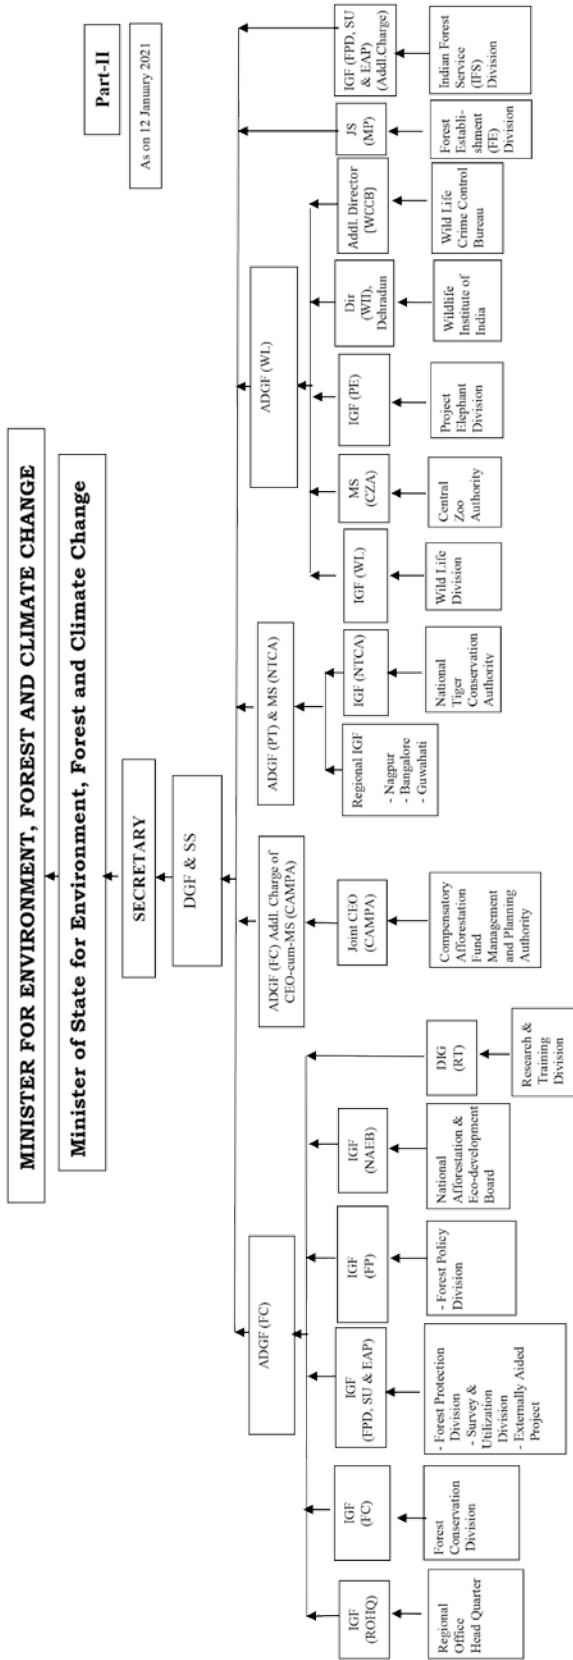 Part-II
As on 12 January 2021
MINISTER FOR ENVIRONMENT, FOREST AND CLIMATE CHANGE
Minister of State for Environment, Forest and Climate Change
SECRETARY
DGF & SS
ADGF (FC)
ADGF (FC) Addl. Charge of
CEO-cum-MS (CAMPA)
ADGF (PT) & MS (NTCA)
ADGF (WL)
IGF
(ROHQ)
IGF
(FC)
IGF
(FPD, SU & EAP)
IGF
(FP)
IGF
(NAEB)
DIG
(RT)
Joint CEO
(CAMPA)
Regional IGF
- Nagpur
- Bangalore
- Guwahati
IGF (NTCA)
IGF (WL)
MS
(CZA)
IGF (PE)
Dir
(WII),
Dehradun
Addl. Director
(WCCB)
JS
(MP)
IGF (FPD, SU
& EAP)
(Addl.Charge)
Regional
Office
Head Quarter
Forest
Conservation
Division
- Forest Protection
Division
- Survey &
Utilization
Division
- Externally Aided
Project
- Forest Policy
Division
National
Afforestation &
Eco-development
Board
Research &
Training
Division
Compensatory
Afforestation
Fund
Management
and Planning
Authority
National
Tiger
Conservation
Authority
Wild Life
Division
Central
Zoo
Authority
Project
Elephant
Division
Wildlife
Institute of
India
Wild Life
Crime Control
Bureau
Forest
Establi-
shment
(FE)
Division
Indian Forest
Service
(IFS)
Division